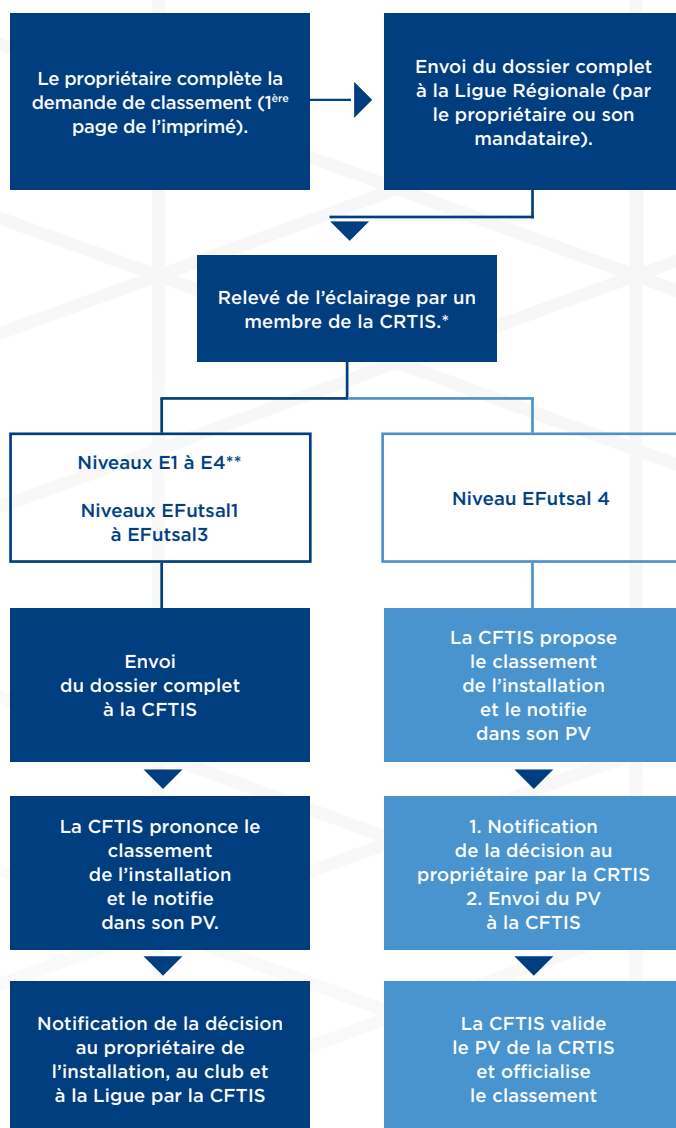 Le propriétaire complète la
demande de classement (1ère
page de l'imprimé).
Envoi du dossier complet
à la Ligue Régionale (par
le propriétaire ou son
mandataire).
Relevé de l'éclairage par un
membre de la CRTIS.*
Niveaux E1 à E4**
Niveaux EFutsal1
à EFutsal3
Niveau EFutsal 4
Envoi
du dossier complet
à la CFTIS
La CFTIS propose
le classement
de l'installation
et le notifie
dans son PV
La CFTIS prononce le
classement
de l'installation
et le notifie
dans son PV.
1. Notification
de la décision au
propriétaire par la CRTIS
2. Envoi du PV
à la CFTIS
Notification de la décision
au propriétaire de
l'installation, au club et
à la Ligue par la CFTIS
La CFTIS valide
le PV de la CRTIS
et officialise
le classement